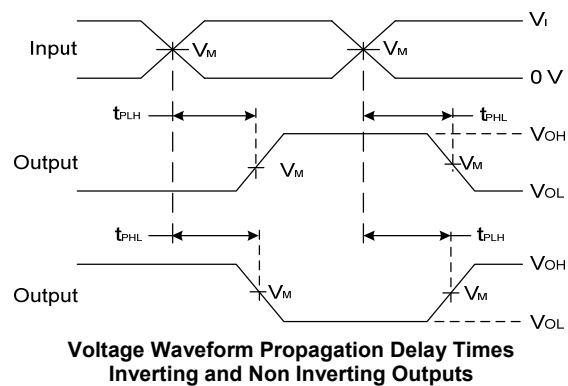 VI
Input
VM
VM
0 V
tPLH
tPHL
VOH
Output
VM
VM
VOL
tPHL
tPLH
VOH
Output
VM
VM
VOL
Voltage Waveform Propagation Delay Times
Inverting and Non Inverting Outputs